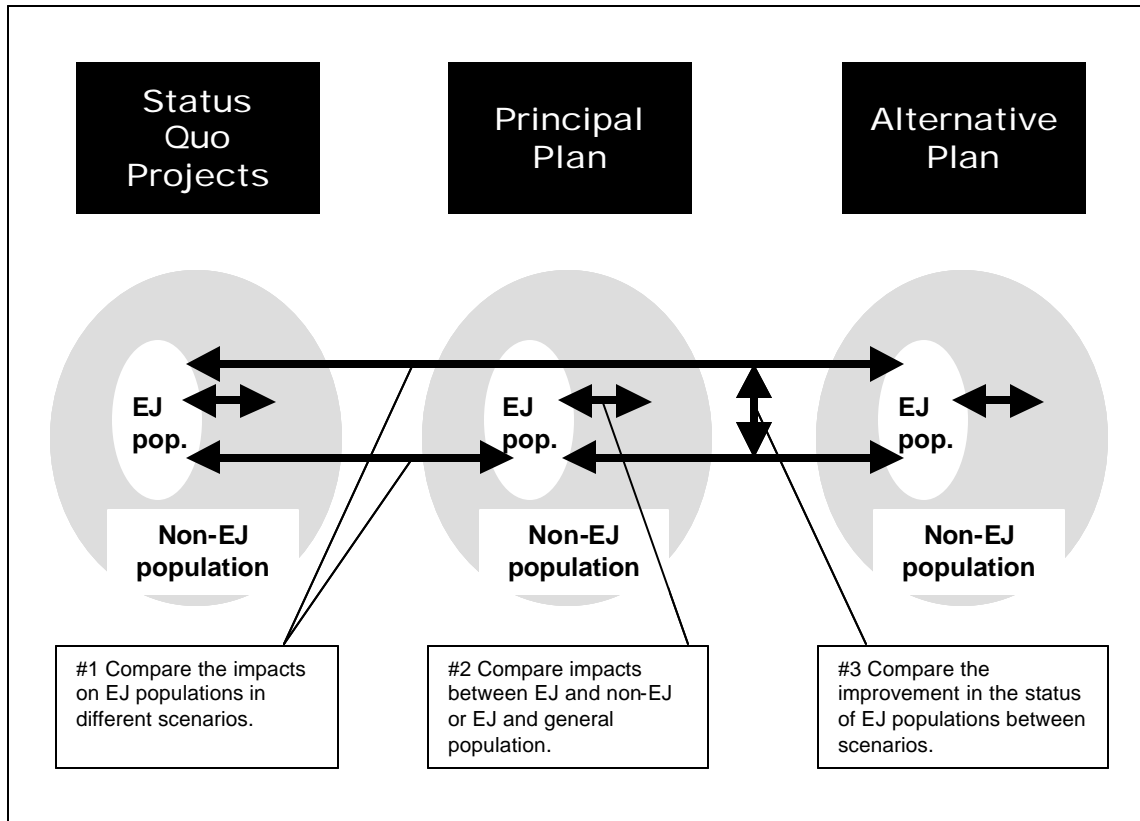 Status
Quo
Projects
Principal
Plan
Alternative
Plan
EJ
pop.
EJ
pop.
EJ
pop.
Non-EJ
population
Non-EJ
population
Non-EJ
population
#1 Compare the impacts
on EJ populations in
different scenarios.
#2 Compare impacts
between EJ and non-EJ
or EJ and general
population.
#3 Compare the
improvement in the status
of EJ populations between
scenarios.